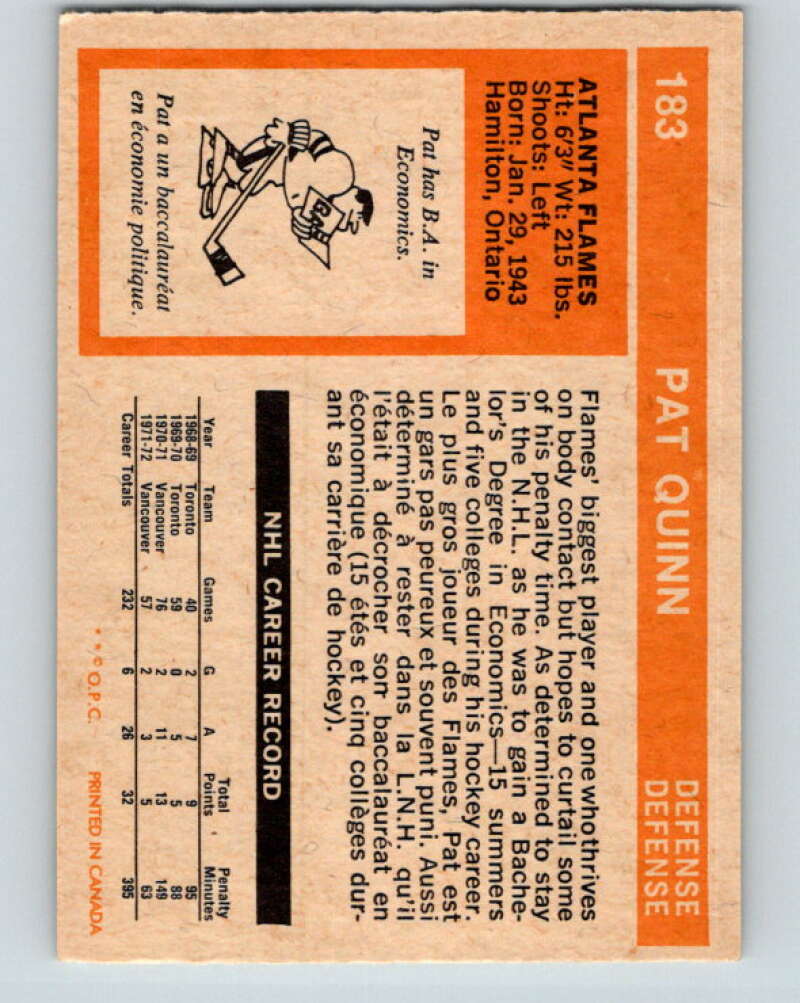 183 PAT QUINN DEFENSE
DEFENSE
ATLANTA FLAMES
Ht: 6'3" Wt: 215 lbs.
Shoots: Left
Born: Jan. 29, 1943
Hamilton, Ontario
Pat has B.A. in
Economics.
Pat a un baccalauréat
en économie politique.
Flames' biggest player and one who thrives
on body contact but hopes to curtail some
of his penalty time. As determined to stay
in the N.H.L. as he was to gain a Bache-
lor's Degree in Economics—15 summers
and five colleges during his hockey career.
Le plus gros joueur des Flames, Pat est
un gars pas peureux et souvent puni. Aussi
déterminé à rester dans la L.N.H. qu'il
l'était à décrocher son baccalauréat en
économique (15 étés et cinq collèges dur-
ant sa carrière de hockey).
NHL CAREER RECORD
Year Team Games G A Total Points Penalty Minutes
1968-69 Toronto 40 2 7 9 95
1969-70 Toronto 59 0 5 5 88
1970-71 Vancouver 76 2 11 13 149
1971-72 Vancouver 57 2 3 5 63
Career Totals 232 6 26 32 395
* *© O.P.C. PRINTED IN CANADA